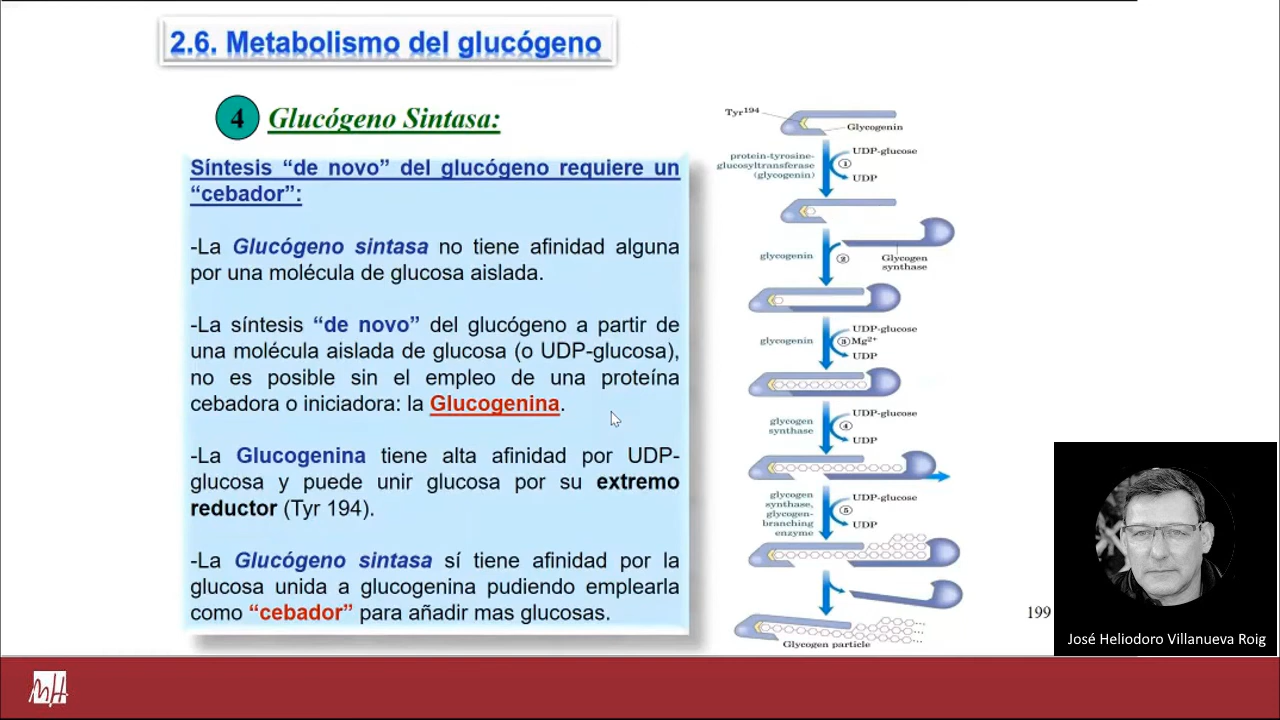 2.6. Metabolismo del glucógeno
4 Glucógeno Sintasa:
Síntesis “de novo” del glucógeno requiere un
“cebador”:
-La Glucógeno sintasa no tiene afinidad alguna
por una molécula de glucosa aislada.
-La síntesis “de novo” del glucógeno a partir de
una molécula aislada de glucosa (o UDP-glucosa),
no es posible sin el empleo de una proteína
cebadora o iniciadora: la Glucogenina.
-La Glucogenina tiene alta afinidad por UDP-
glucosa y puede unir glucosa por su extremo
reductor (Tyr 194).
-La Glucógeno sintasa sí tiene afinidad por la
glucosa unida a glucogenina pudiendo emplearla
como “cebador” para añadir mas glucosas.
Tyr194
Glycogenin
protein-tyrosine-
glucosyltransferase
(glycogenin)
1
UDP-glucose
UDP
glycogenin
2
Glycogen
synthase
glycogenin
UDP-glucose
3 Mg2+
UDP
glycogen
synthase
UDP-glucose
4
UDP
glycogen
synthase,
glycogen-
branching
enzyme
UDP-glucose
5
UDP
Glycogen particle
199
José Heliodoro Villanueva Roig
MH